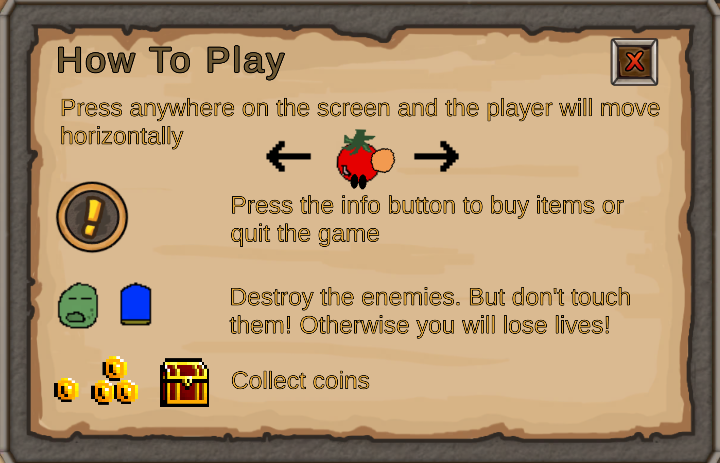 How To Play
Press anywhere on the screen and the player will move
horizontally
Press the info button to buy items or
quit the game
Destroy the enemies. But don't touch
them! Otherwise you will lose lives!
Collect coins